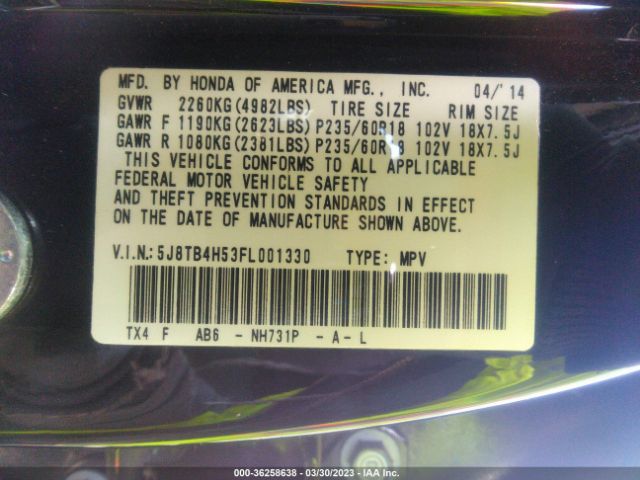 MFD. BY HONDA OF AMERICA MFG., INC. 04/'14
GVWR 2260KG(4982LBS) TIRE SIZE RIM SIZE
GAWR F 1190KG(2623LBS) P235/60R18 102V 18X7.5J
GAWR R 1080KG(2381LBS) P235/60R18 102V 18X7.5J
THIS VEHICLE CONFORMS TO ALL APPLICABLE
FEDERAL MOTOR VEHICLE SAFETY
AND THEFT PREVENTION STANDARDS IN EFFECT
ON THE DATE OF MANUFACTURE SHOWN ABOVE.
V.I.N.: 5J8TB4H53FL001330 TYPE: MPV
TX4 F AB6 - NH731P - A - L
000-36258638 - 03/30/2023 - IAA Inc.